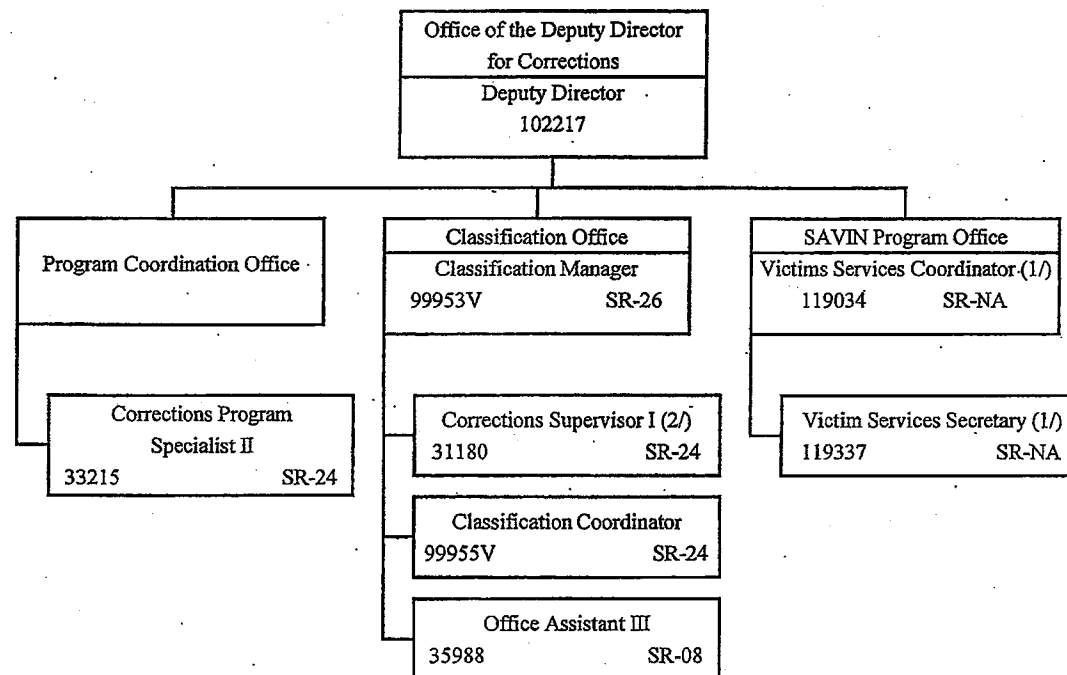 Office of the Deputy Director
for Corrections
Deputy Director
102217
Program Coordination Office
Classification Office
Classification Manager
99953V SR-26
SAVIN Program Office
Victims Services Coordinator (1/)
119034 SR-NA
Corrections Program
Specialist II
33215 SR-24
Corrections Supervisor I (2/)
31180 SR-24
Victim Services Secretary (1/)
119337 SR-NA
Classification Coordinator
99955V SR-24
Office Assistant III
35988 SR-08